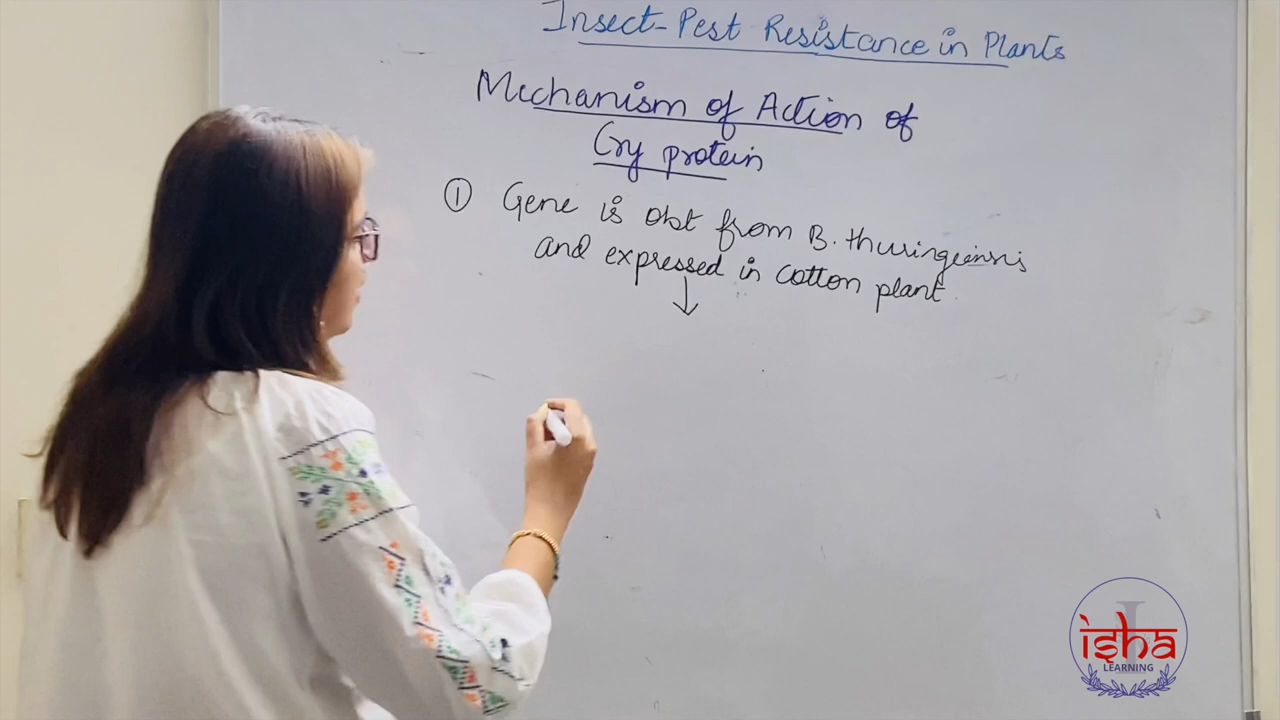 Insect-Pest Resistance in Plants
Mechanism of Action of
Cry protein
① Gene is obt from B. thuringiensis
and expressed in cotton plant
↓
isha
LEARNING